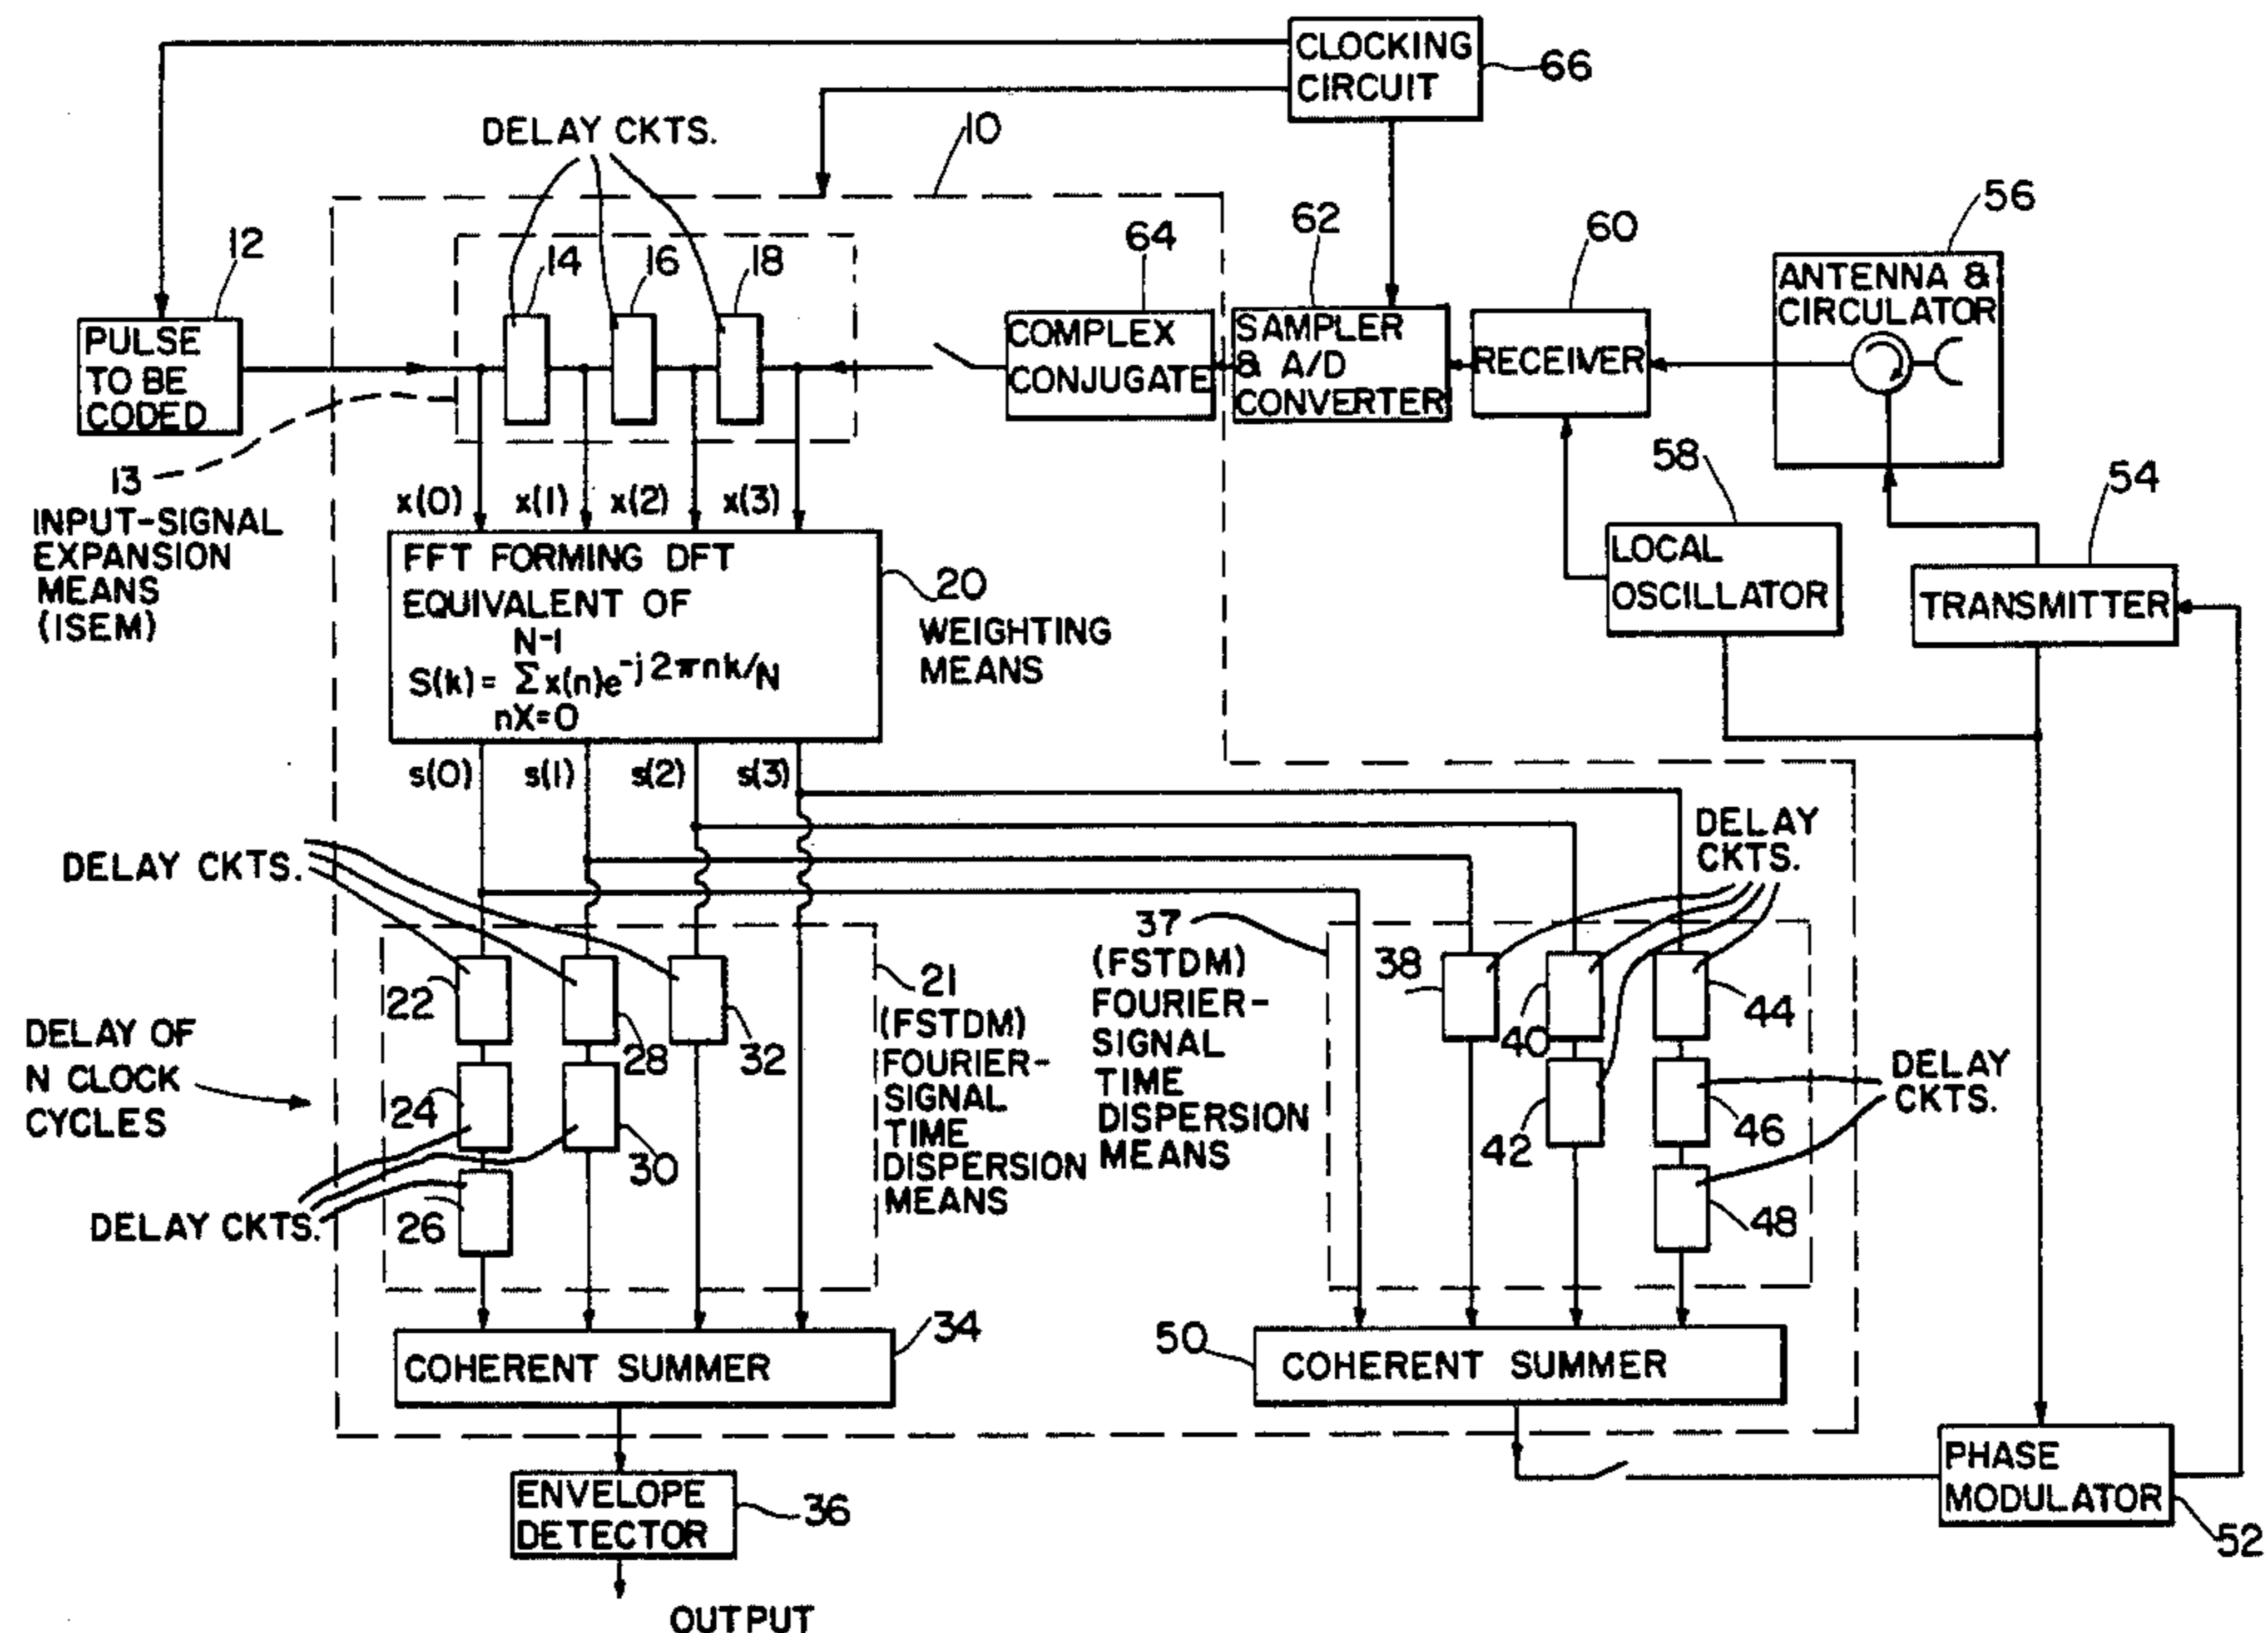 CLOCKING
CIRCUIT
66
DELAY CKTS.
10
12
14
16
18
64
62
60
56
PULSE
TO BE
CODED
COMPLEX
CONJUGATE
SAMPLER
& A/D
CONVERTER
RECEIVER
ANTENNA &
CIRCULATOR
13
INPUT-SIGNAL
EXPANSION
MEANS
(ISEM)
x(0) x(1) x(2) x(3)
58
54
FFT FORMING DFT
EQUIVALENT OF
N-1
S(k) = Σ x(n)e-j2πnk/N
nX=0
20
WEIGHTING
MEANS
LOCAL
OSCILLATOR
TRANSMITTER
s(0) s(1) s(2) s(3)
DELAY CKTS.
DELAY
CKTS.
22
28
32
21
(FSTDM)
FOURIER-
SIGNAL
TIME
DISPERSION
MEANS
37
(FSTDM)
FOURIER-
SIGNAL
TIME
DISPERSION
MEANS
38
40
44
DELAY OF
N CLOCK
CYCLES
24
30
42
46
DELAY
CKTS.
DELAY CKTS.
26
48
COHERENT SUMMER
34
50
COHERENT SUMMER
ENVELOPE
DETECTOR
36
PHASE
MODULATOR
52
OUTPUT